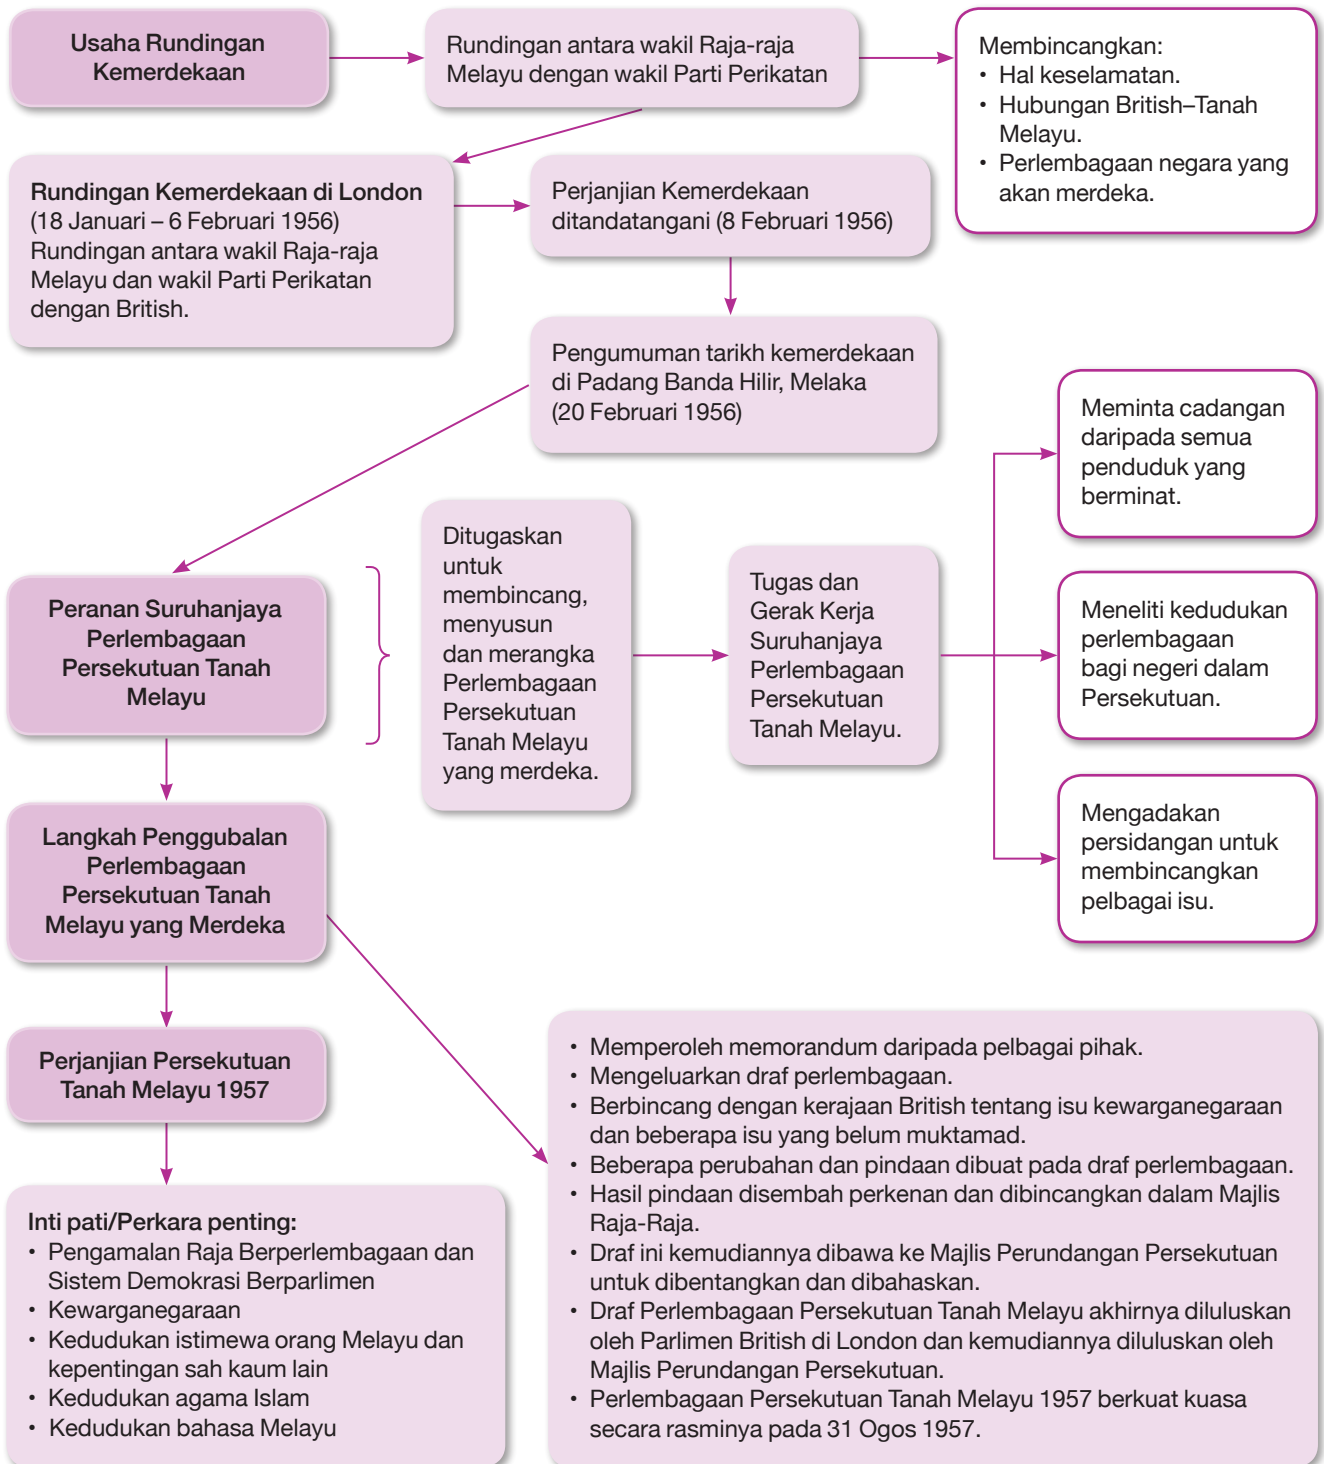 Usaha Rundingan
Kemerdekaan
Rundingan antara wakil Raja-raja
Melayu dengan wakil Parti Perikatan
Membincangkan:
• Hal keselamatan.
• Hubungan British–Tanah
Melayu.
• Perlembagaan negara yang
akan merdeka.
Rundingan Kemerdekaan di London
(18 Januari – 6 Februari 1956)
Rundingan antara wakil Raja-raja
Melayu dan wakil Parti Perikatan
dengan British.
Perjanjian Kemerdekaan
ditandatangani (8 Februari 1956)
Pengumuman tarikh kemerdekaan
di Padang Banda Hilir, Melaka
(20 Februari 1956)
Peranan Suruhanjaya
Perlembagaan
Persekutuan Tanah
Melayu
Ditugaskan
untuk
membincang,
menyusun
dan merangka
Perlembagaan
Persekutuan
Tanah Melayu
yang merdeka.
Tugas dan
Gerak Kerja
Suruhanjaya
Perlembagaan
Persekutuan
Tanah Melayu.
Meminta cadangan
daripada semua
penduduk yang
berminat.
Meneliti kedudukan
perlembagaan
bagi negeri dalam
Persekutuan.
Mengadakan
persidangan untuk
membincangkan
pelbagai isu.
Langkah Penggubalan
Perlembagaan
Persekutuan Tanah
Melayu yang Merdeka
• Memperoleh memorandum daripada pelbagai pihak.
• Mengeluarkan draf perlembagaan.
• Berbincang dengan kerajaan British tentang isu kewarganegaraan
dan beberapa isu yang belum muktamad.
• Beberapa perubahan dan pindaan dibuat pada draf perlembagaan.
• Hasil pindaan disembah perkenan dan dibincangkan dalam Majlis
Raja-Raja.
• Draf ini kemudiannya dibawa ke Majlis Perundangan Persekutuan
untuk dibentangkan dan dibahaskan.
• Draf Perlembagaan Persekutuan Tanah Melayu akhirnya diluluskan
oleh Parlimen British di London dan kemudiannya diluluskan oleh
Majlis Perundangan Persekutuan.
• Perlembagaan Persekutuan Tanah Melayu 1957 berkuat kuasa
secara rasminya pada 31 Ogos 1957.
Perjanjian Persekutuan
Tanah Melayu 1957
Inti pati/Perkara penting:
• Pengamalan Raja Berperlembagaan dan
Sistem Demokrasi Berparlimen
• Kewarganegaraan
• Kedudukan istimewa orang Melayu dan
kepentingan sah kaum lain
• Kedudukan agama Islam
• Kedudukan bahasa Melayu